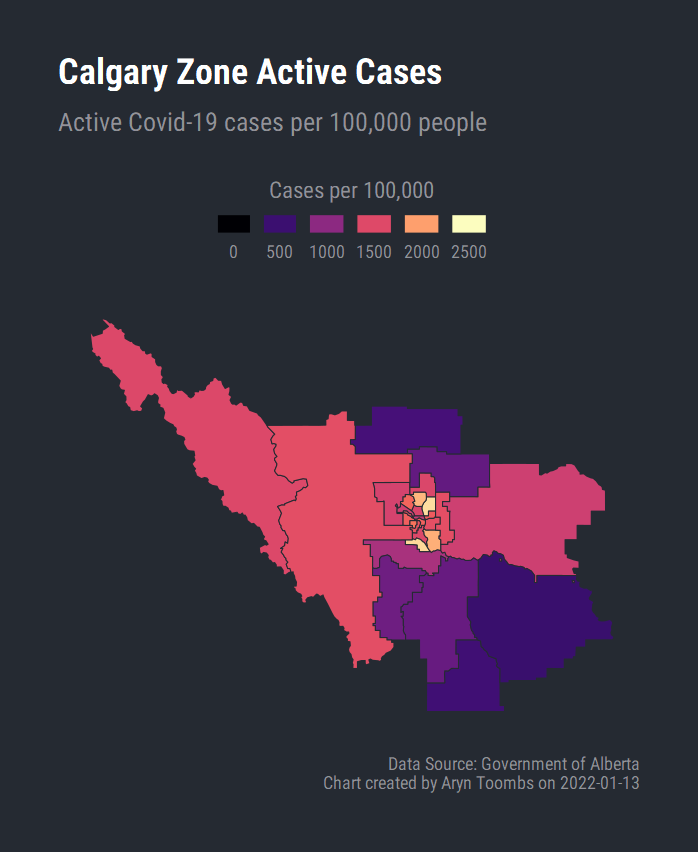 Calgary Zone Active Cases
Active Covid-19 cases per 100,000 people
Cases per 100,000
0 500 1000 1500 2000 2500
Data Source: Government of Alberta
Chart created by Aryn Toombs on 2022-01-13